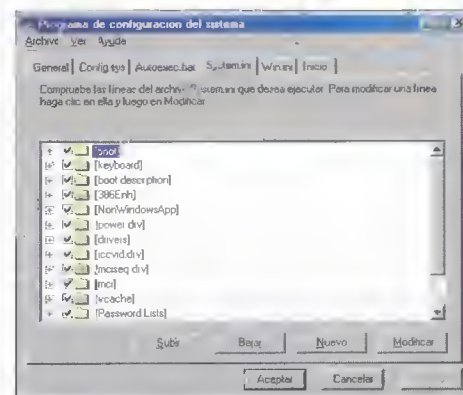 Programa de configuración del sistema
Archivo Ver Ayuda
General Config.sys Autoexec.bat System.ini Win.ini Inicio
Compruebe las líneas del archivo System.ini que desea ejecutar. Para modificar una línea
haga clic en ella y luego en Modificar
[boot]
[keyboard]
[boot description]
[386Enh]
[NonWindowsApp]
[power.drv]
[drivers]
[iccvid.drv]
[mciseq.drv]
[mci]
[vcache]
[Password Lists]
Subir Bajar Nuevo Modificar
Aceptar Cancelar